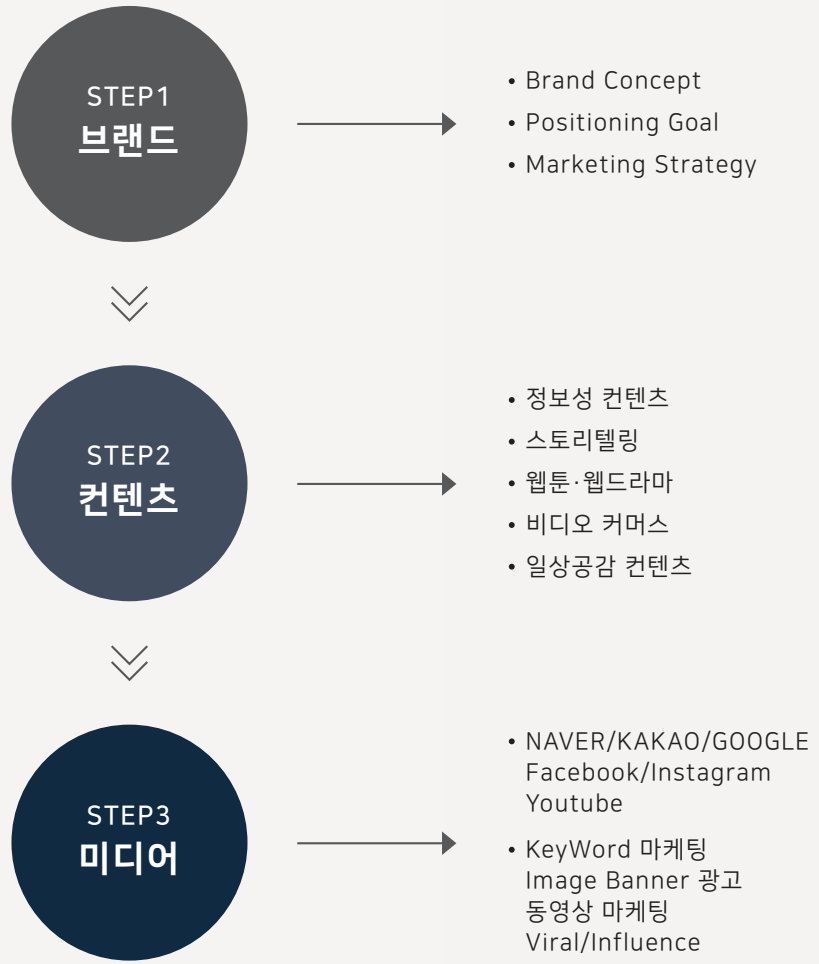 STEP1
브랜드
• Brand Concept
• Positioning Goal
• Marketing Strategy
STEP2
컨텐츠
• 정보성 컨텐츠
• 스토리텔링
• 웹툰·웹드라마
• 비디오 커머스
• 일상공감 컨텐츠
STEP3
미디어
• NAVER/KAKAO/GOOGLE
Facebook/Instagram
Youtube
• KeyWord 마케팅
Image Banner 광고
동영상 마케팅
Viral/Influence